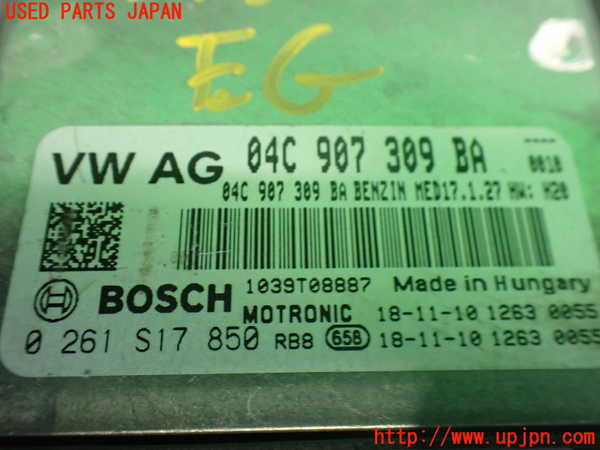 USED PARTS JAPAN
EG
VW AG 04C 907 309 BA 0010
04C 907 309 BA BENZIN MED17.1.27 HW: H20
1039T08887 Made in Hungary
BOSCH MOTRONIC 18-11-10 1263 0055
0 261 S17 850 RB8 658 18-11-10 1263 0055
http://www.upjpn.com/